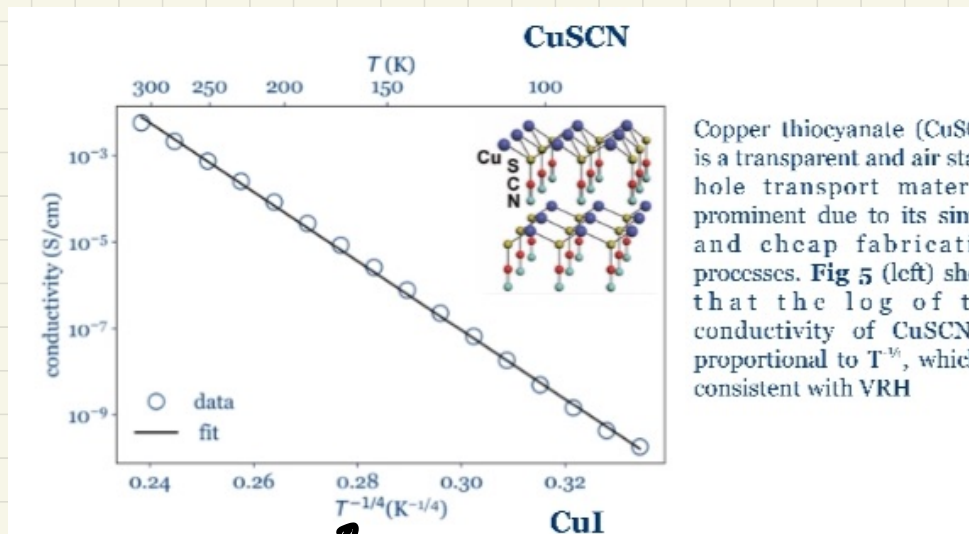 CuSCN
T (K)
300 250 200 150 100
10⁻³
10⁻⁵
10⁻⁷
10⁻⁹
conductivity (S/cm)
data
fit
0.24 0.26 0.28 0.30 0.32
T⁻¹/⁴(K⁻¹/⁴)
Cu
S
C
N
Copper thiocyanate
is a transparent and air
hole transport
prominent due to its
and cheap
processes. Fig 5 (left)
that the log of
conductivity of CuSCN
proportional to T⁻¹/⁴,
consistent with VRH
CuI